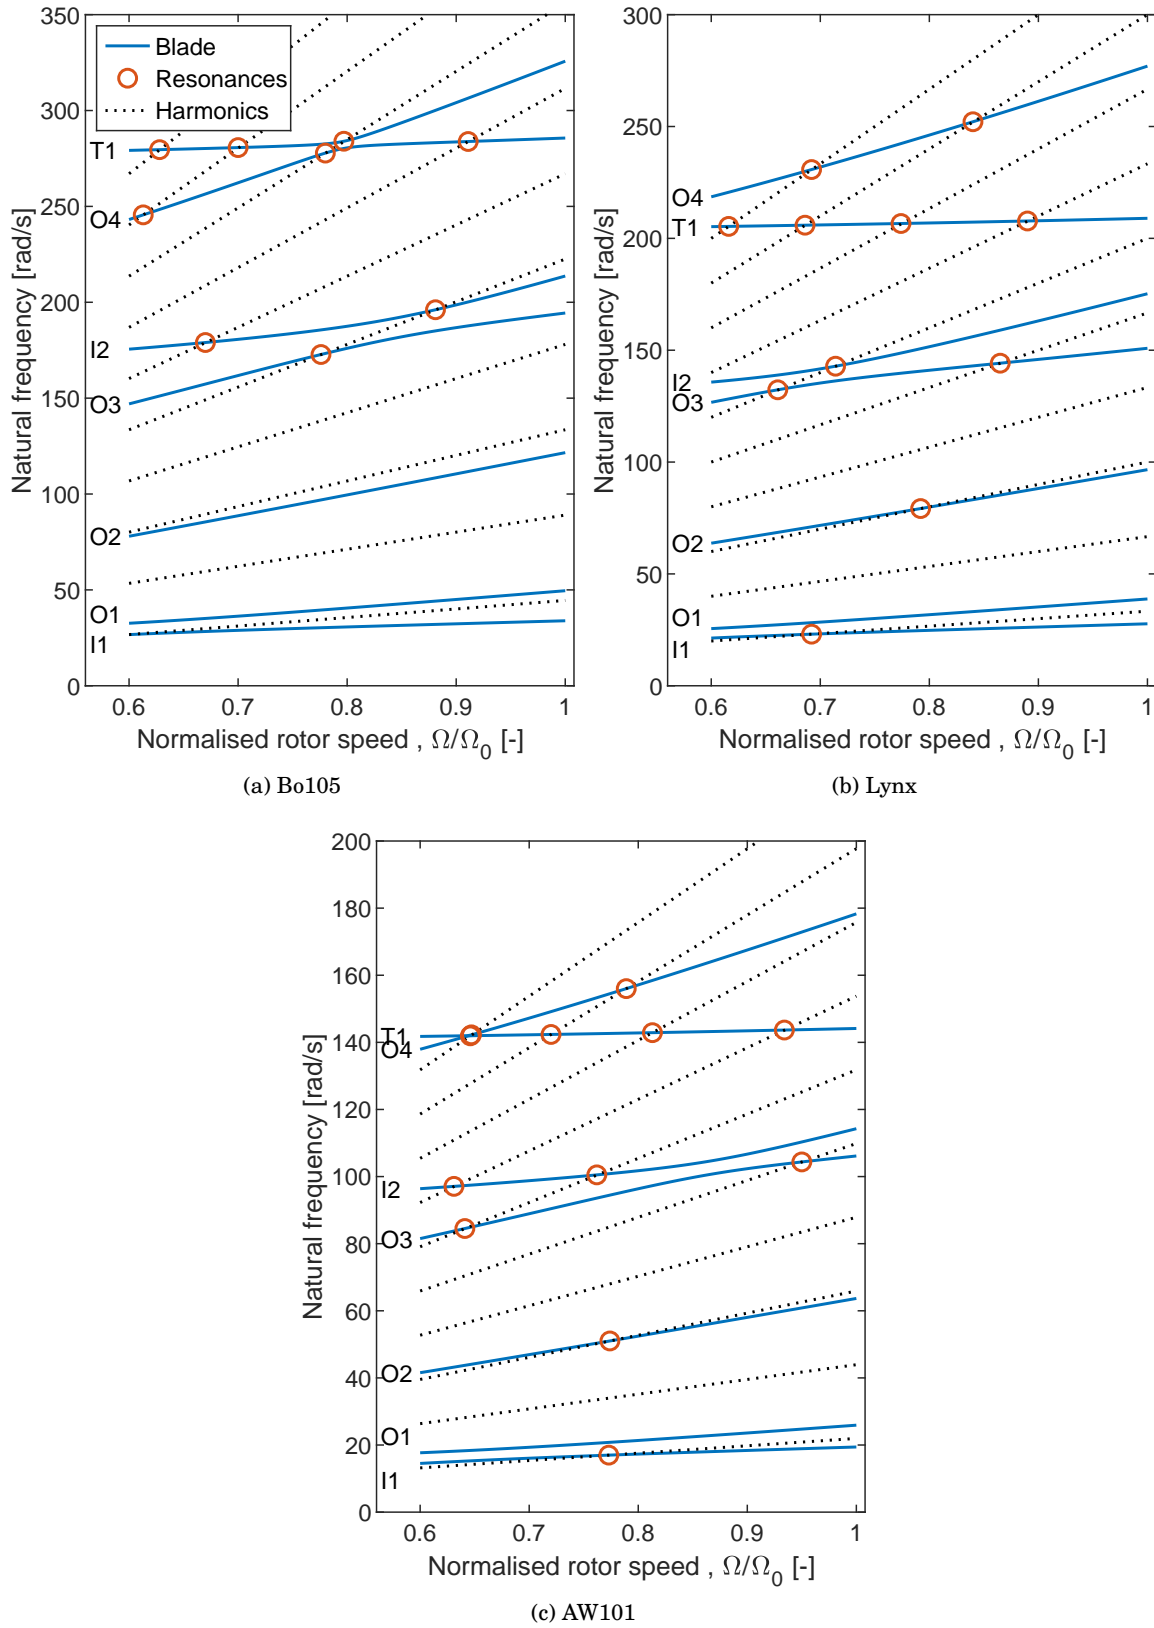 350
300
250
200
150
100
50
0
Blade
Resonances
Harmonics
T1
O4
I2
O3
O2
O1
I1
Natural frequency [rad/s]
0.6 0.7 0.8 0.9 1
Normalised rotor speed , Ω/Ω0 [-]
(a) Bo105
300
250
200
150
100
50
0
O4
T1
I2
O3
O2
O1
I1
Natural frequency [rad/s]
0.6 0.7 0.8 0.9 1
Normalised rotor speed , Ω/Ω0 [-]
(b) Lynx
200
180
160
140
120
100
80
60
40
20
0
T1
O4
I2
O3
O2
O1
I1
Natural frequency [rad/s]
0.6 0.7 0.8 0.9 1
Normalised rotor speed , Ω/Ω0 [-]
(c) AW101